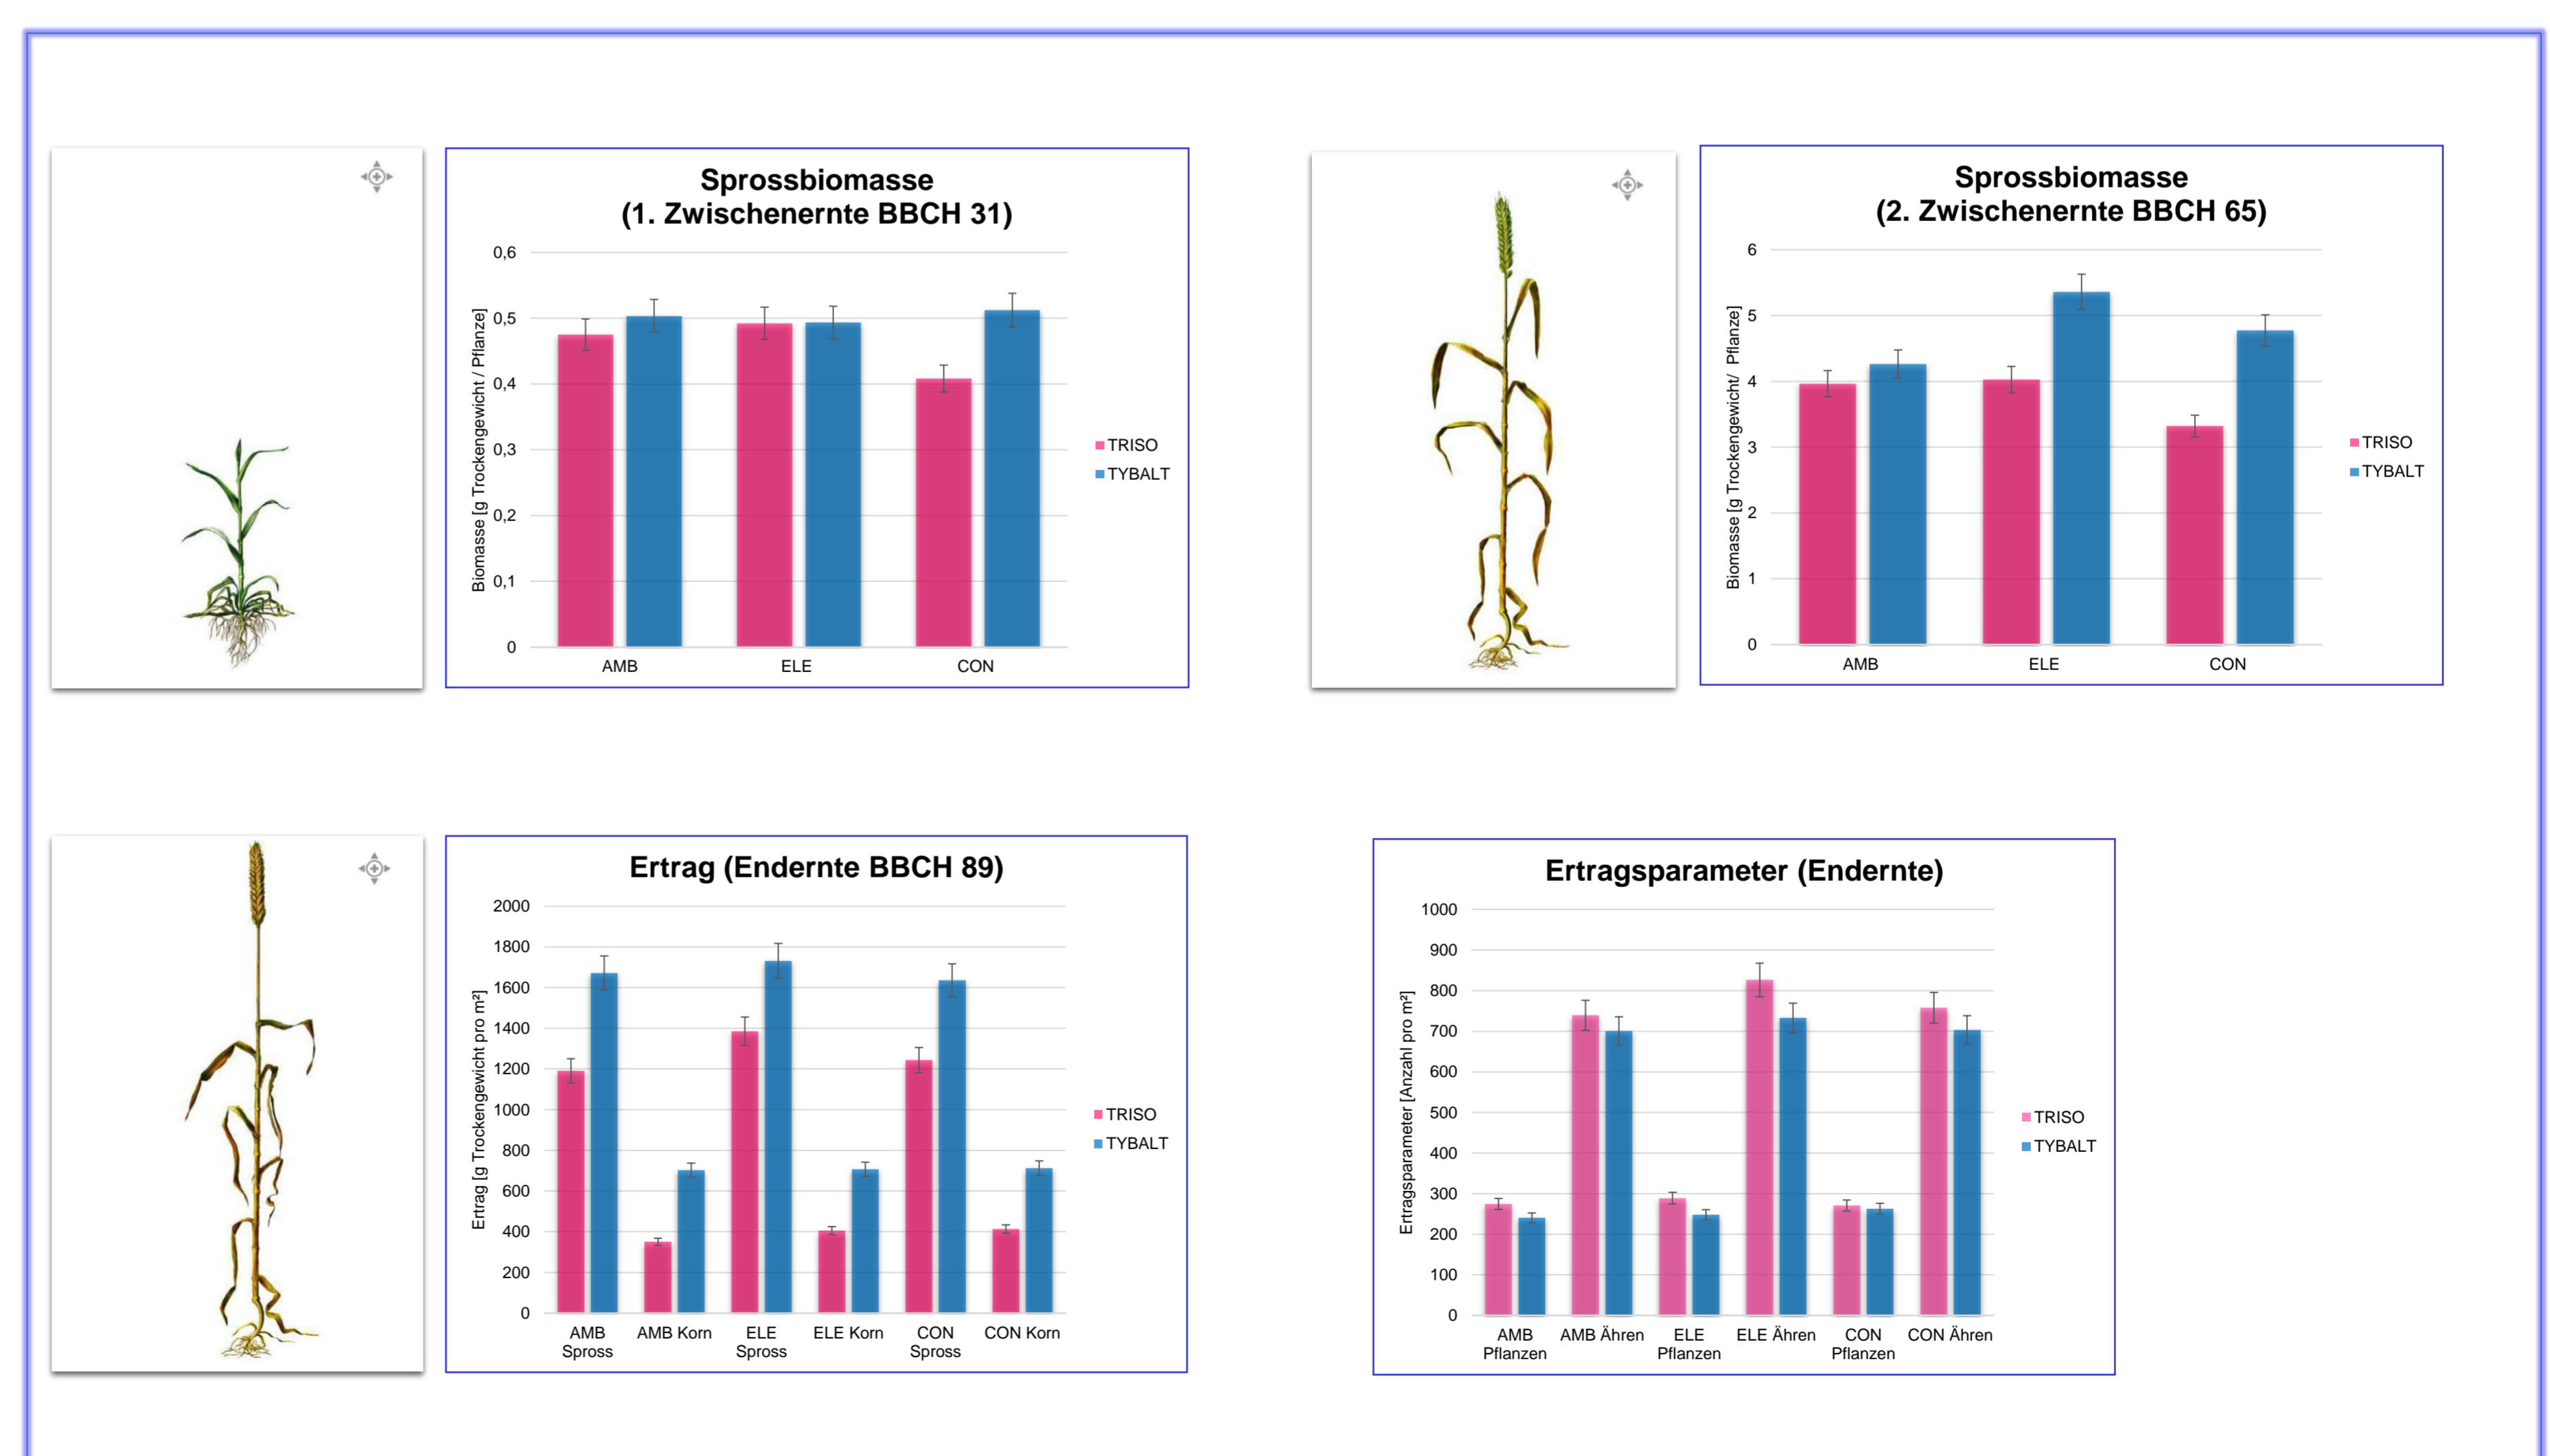 Sprossbiomasse
(1. Zwischenernte BBCH 31)
Biomasse [g Trockengewicht / Pflanze]
0,6
0,5
0,4
0,3
0,2
0,1
0
AMB ELE CON
TRISO
TYBALT
Sprossbiomasse
(2. Zwischenernte BBCH 65)
Biomasse [g Trockengewicht/ Pflanze]
6
5
4
3
2
1
0
AMB ELE CON
TRISO
TYBALT
Ertrag (Endernte BBCH 89)
Ertrag [g Trockengewicht pro m²]
2000
1800
1600
1400
1200
1000
800
600
400
200
0
AMB Spross AMB Korn ELE Spross ELE Korn CON Spross CON Korn
TRISO
TYBALT
Ertragsparameter (Endernte)
Ertragsparameter [Anzahl pro m²]
1000
900
800
700
600
500
400
300
200
100
0
AMB Pflanzen AMB Ähren ELE Pflanzen ELE Ähren CON Pflanzen CON Ähren
TRISO
TYBALT